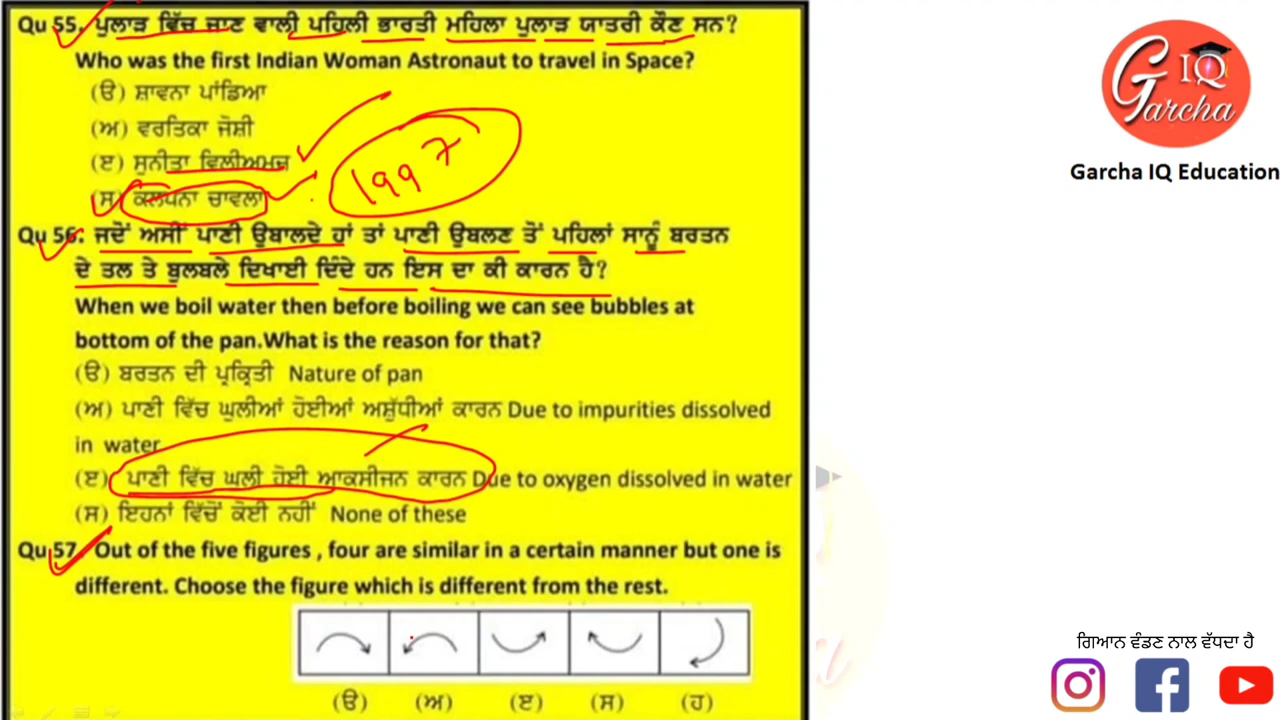 Qu 55. ਪੁਲਾੜ ਵਿੱਚ ਜਾਣ ਵਾਲੀ ਪਹਿਲੀ ਭਾਰਤੀ ਮਹਿਲਾ ਪੁਲਾੜ ਯਾਤਰੀ ਕੌਣ ਸਨ?
Who was the first Indian Woman Astronaut to travel in Space?
(ੳ) ਸ਼ਾਵਨਾ ਪਾਂਡਿਆ
(ਅ) ਵਰਤਿਕਾ ਜੋਸ਼ੀ
(ੲ) ਸੁਨੀਤਾ ਵਿਲੀਅਮਜ਼
(ਸ) ਕਲਪਨਾ ਚਾਵਲਾ
1997
Qu 56: ਜਦੋਂ ਅਸੀਂ ਪਾਣੀ ਉਬਾਲਦੇ ਹਾਂ ਤਾਂ ਪਾਣੀ ਉਬਲਣ ਤੋਂ ਪਹਿਲਾਂ ਸਾਨੂੰ ਬਰਤਨ
ਦੇ ਤਲ ਤੇ ਬੁਲਬਲੇ ਦਿਖਾਈ ਦਿੰਦੇ ਹਨ ਇਸ ਦਾ ਕੀ ਕਾਰਨ ਹੈ?
When we boil water then before boiling we can see bubbles at
bottom of the pan.What is the reason for that?
(ੳ) ਬਰਤਨ ਦੀ ਪ੍ਰਕ੍ਰਿਤੀ Nature of pan
(ਅ) ਪਾਣੀ ਵਿੱਚ ਘੁਲੀਆਂ ਹੋਈਆਂ ਅਸ਼ੁੱਧੀਆਂ ਕਾਰਨ Due to impurities dissolved
in water
(ੲ) ਪਾਣੀ ਵਿੱਚ ਘੁਲੀ ਹੋਈ ਆਕਸੀਜਨ ਕਾਰਨ Due to oxygen dissolved in water
(ਸ) ਇਹਨਾਂ ਵਿੱਚੋਂ ਕੋਈ ਨਹੀਂ None of these
Qu 57. Out of the five figures , four are similar in a certain manner but one is
different. Choose the figure which is different from the rest.
(ੳ) (ਅ) (ੲ) (ਸ) (ਹ)
IQ
Garcha
Garcha IQ Education
ਗਿਆਨ ਵੰਡਣ ਨਾਲ ਵੱਧਦਾ ਹੈ